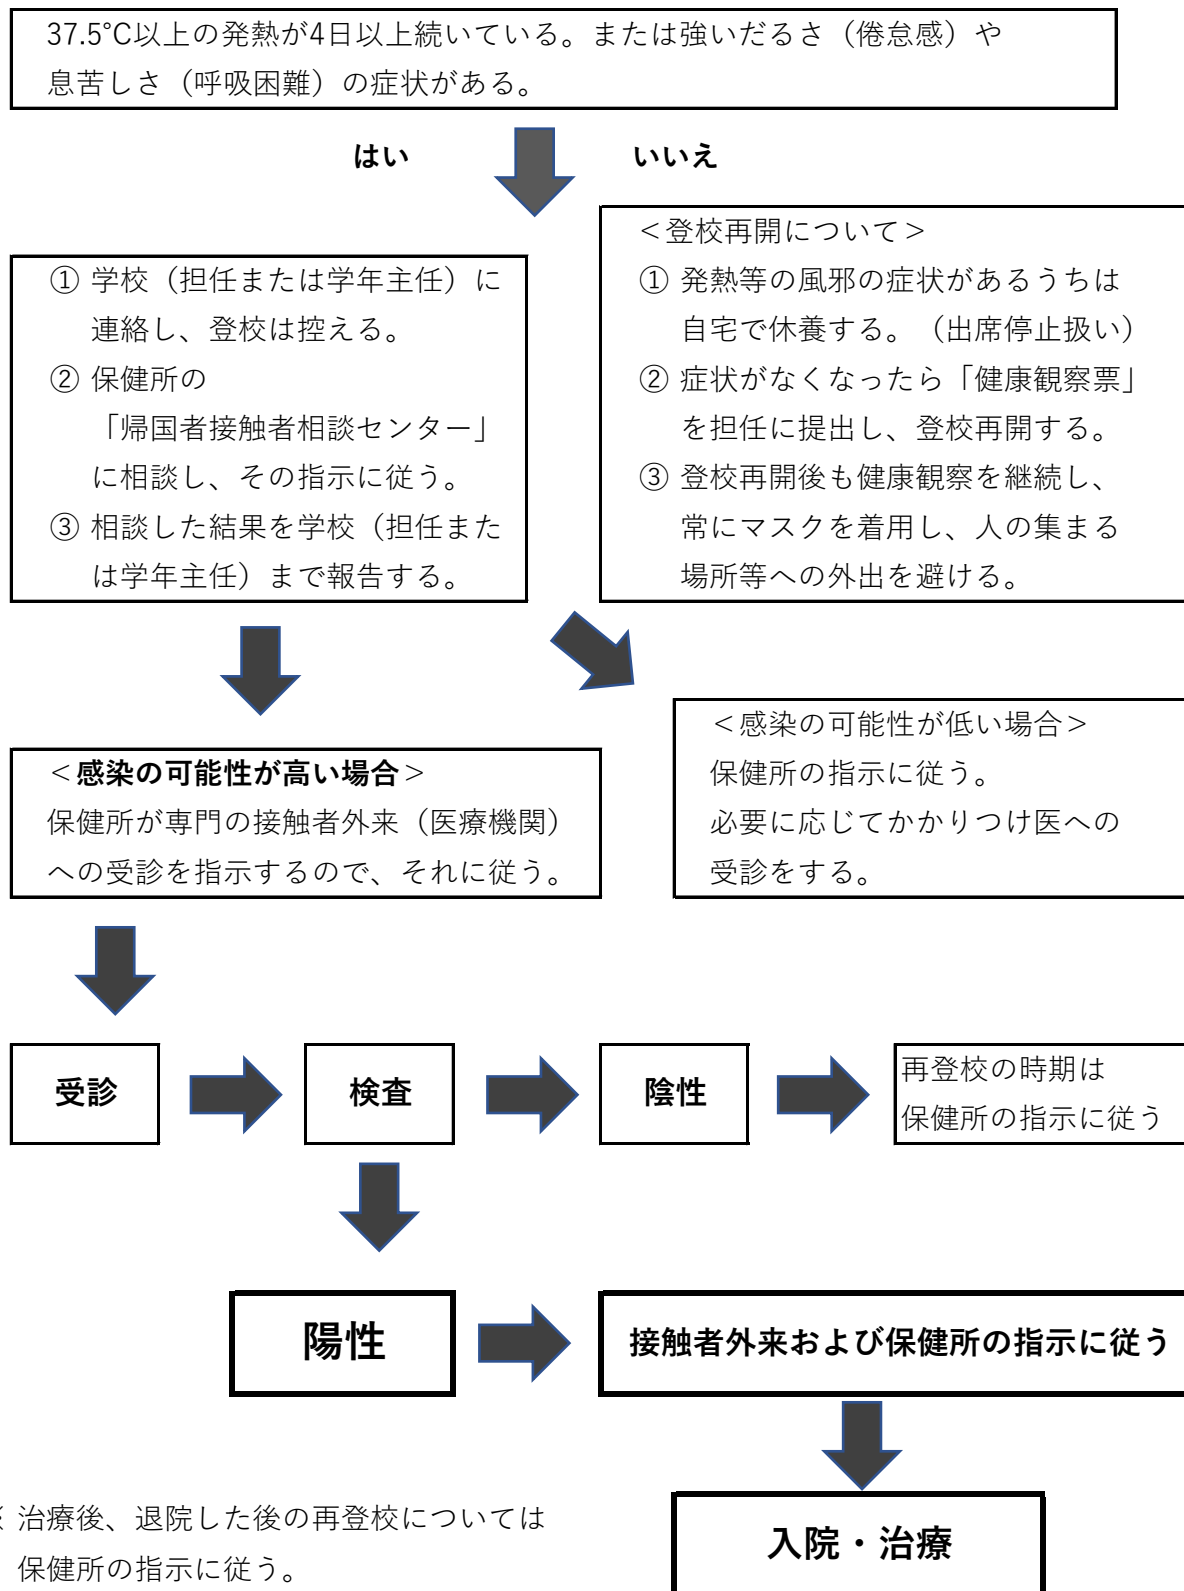 37.5°C以上の発熱が4日以上続いている。または強いだるさ（倦怠感）や
息苦しさ（呼吸困難）の症状がある。
はい
いいえ
① 学校（担任または学年主任）に
連絡し、登校は控える。
② 保健所の
「帰国者接触者相談センター」
に相談し、その指示に従う。
③ 相談した結果を学校（担任また
は学年主任）まで報告する。
＜登校再開について＞
① 発熱等の風邪の症状があるうちは
自宅で休養する。（出席停止扱い）
② 症状がなくなったら「健康観察票」
を担任に提出し、登校再開する。
③ 登校再開後も健康観察を継続し、
常にマスクを着用し、人の集まる
場所等への外出を避ける。
＜感染の可能性が高い場合＞
保健所が専門の接触者外来（医療機関）
への受診を指示するので、それに従う。
＜感染の可能性が低い場合＞
保健所の指示に従う。
必要に応じてかかりつけ医への
受診をする。
受診
検査
陰性
再登校の時期は
保健所の指示に従う
陽性
接触者外来および保健所の指示に従う
入院・治療
※ 治療後、退院した後の再登校については
保健所の指示に従う。